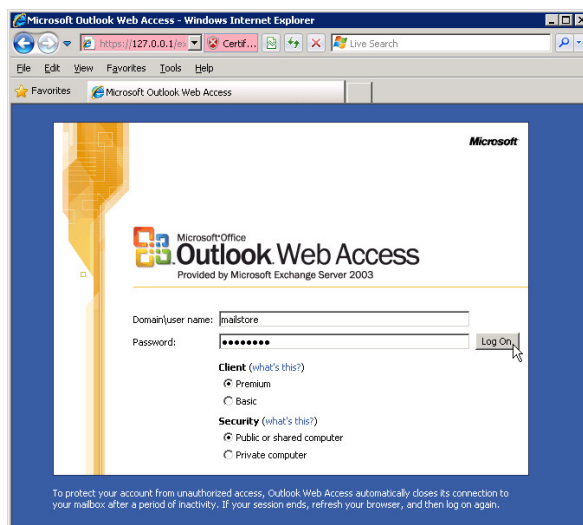 Microsoft Outlook Web Access - Windows Internet Explorer
https://127.0.0.1/ex Certif... Live Search
File Edit View Favorites Tools Help
Favorites Microsoft Outlook Web Access
Microsoft
Microsoft Office
Outlook Web Access
Provided by Microsoft Exchange Server 2003
Domain\user name: mailstore
Password: ●●●●●●●● Log On
Client (what's this?)
Premium
Basic
Security (what's this?)
Public or shared computer
Private computer
To protect your account from unauthorized access, Outlook Web Access automatically closes its connection to
your mailbox after a period of inactivity. If your session ends, refresh your browser, and then log on again.